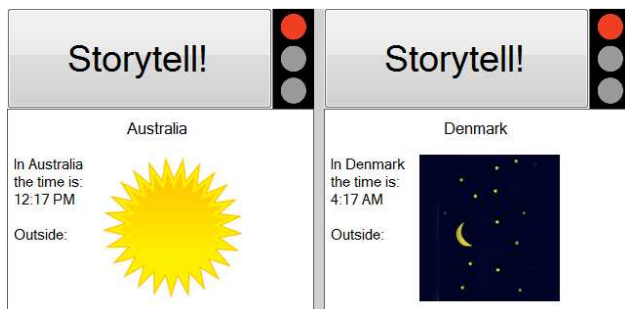 Storytell!
Australia
In Australia
the time is:
12:17 PM
Outside:
Storytell!
Denmark
In Denmark
the time is:
4:17 AM
Outside: